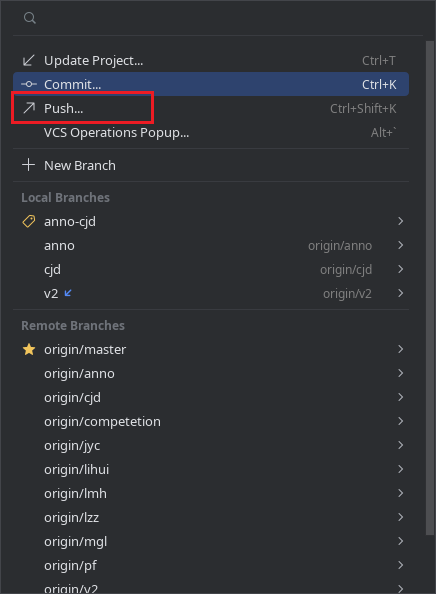 Update Project... Ctrl+T
Commit... Ctrl+K
Push... Ctrl+Shift+K
VCS Operations Popup... Alt+`
New Branch
Local Branches
anno-cjd
anno origin/anno
cjd origin/cjd
v2 origin/v2
Remote Branches
origin/master
origin/anno
origin/cjd
origin/competetion
origin/jyc
origin/lihui
origin/lmh
origin/lzz
origin/mgl
origin/pf
origin/v2